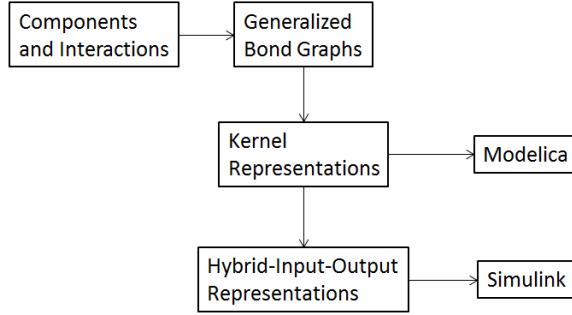 Components
and Interactions
Generalized
Bond Graphs
Kernel
Representations
Modelica
Hybrid-Input-Output
Representations
Simulink